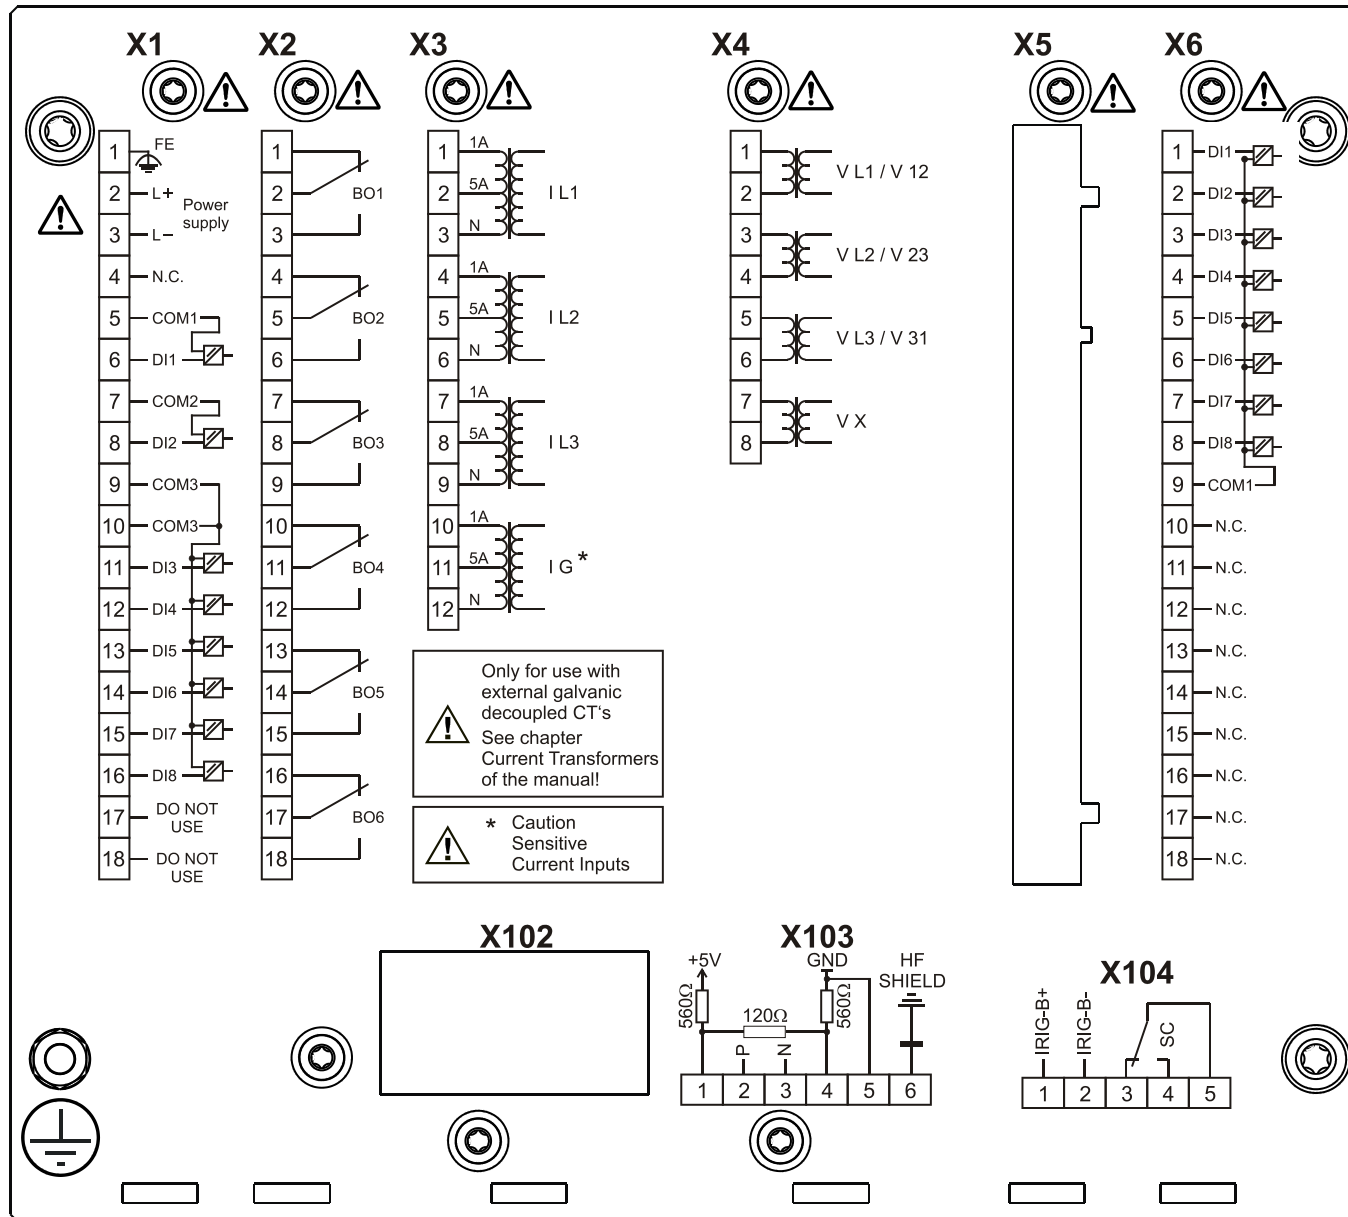 X1
X2
X3
X4
X5
X6
1 FE
2 L+
Power
supply
3 L−
4 N.C.
5 COM1
6 DI1
7 COM2
8 DI2
9 COM3
10 COM3
11 DI3
12 DI4
13 DI5
14 DI6
15 DI7
16 DI8
17 DO NOT
USE
18 DO NOT
USE
1
2 BO1
3
4
5 BO2
6
7
8 BO3
9
10
11 BO4
12
13
14 BO5
15
16
17 BO6
18
1 1A
2 5A I L1
3 N
4 1A
5 5A I L2
6 N
7 1A
8 5A I L3
9 N
10 1A
11 5A I G*
12 N
Only for use with
external galvanic
decoupled CT‘s
See chapter
Current Transformers
of the manual!
* Caution
Sensitive
Current Inputs
1
V L1 / V 12
2
3
V L2 / V 23
4
5
V L3 / V 31
6
7
V X
8
1 DI1
2 DI2
3 DI3
4 DI4
5 DI5
6 DI6
7 DI7
8 DI8
9 COM1
10 N.C.
11 N.C.
12 N.C.
13 N.C.
14 N.C.
15 N.C.
16 N.C.
17 N.C.
18 N.C.
X102
X103
+5V
GND
HF
SHIELD
560Ω
120Ω
560Ω
P
N
1 2 3 4 5 6
X104
IRIG-B+
IRIG-B-
SC
1 2 3 4 5